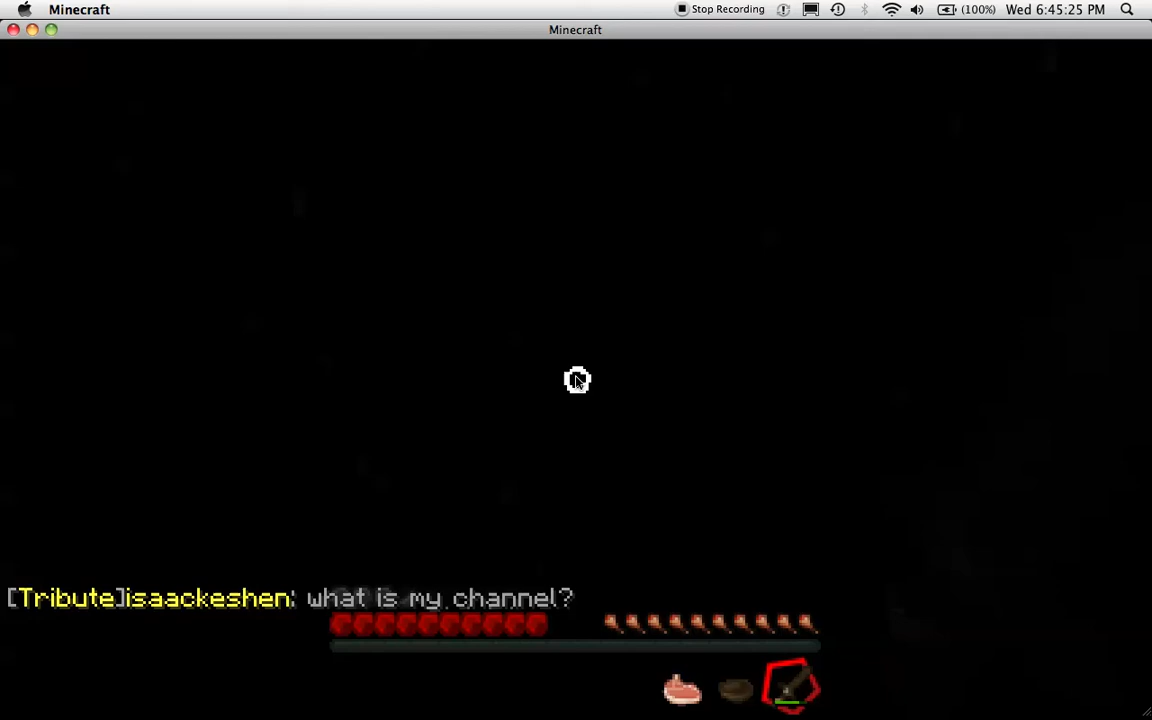 Minecraft
Stop Recording
(100%)
Wed 6:45:25 PM
Minecraft
[Tribute]isaackeshen: what is my channel?